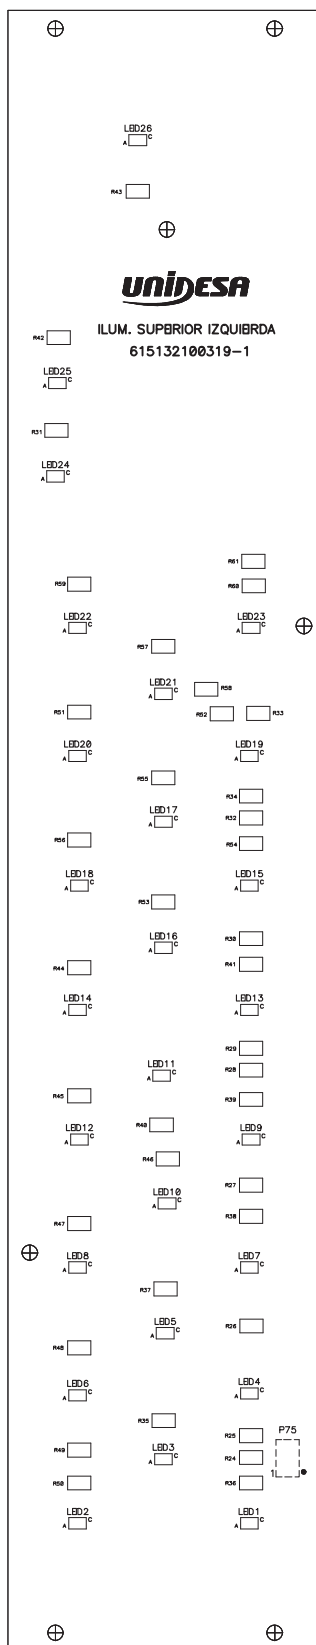 LED26
A C
R43
UNIDESA
ILUM. SUPERIOR IZQUIERDA
615132100319-1
R42
LED25
A C
R31
LED24
A C
R61
R59 R60
LED22 LED23
A C A C
R57
LED21 R58
A C
R51 R52 R33
LED20 LED19
A C A C
R55
R34
LED17 R32
A C
R56 R54
LED18 LED15
A C A C
R53
LED16 R30
A C
R44 R41
LED14 LED13
A C A C
R29
LED11 R28
A C
R45 R39
R40
LED12 LED9
A C A C
R46
R27
LED10
A C
R47 R38
LED8 LED7
A C A C
R37
LED5 R26
A C
R48
LED6 LED4
A C A C
R35
R25 P75
R49 LED3 R24
A C
R50 R36 1
LED2 LED1
A C A C